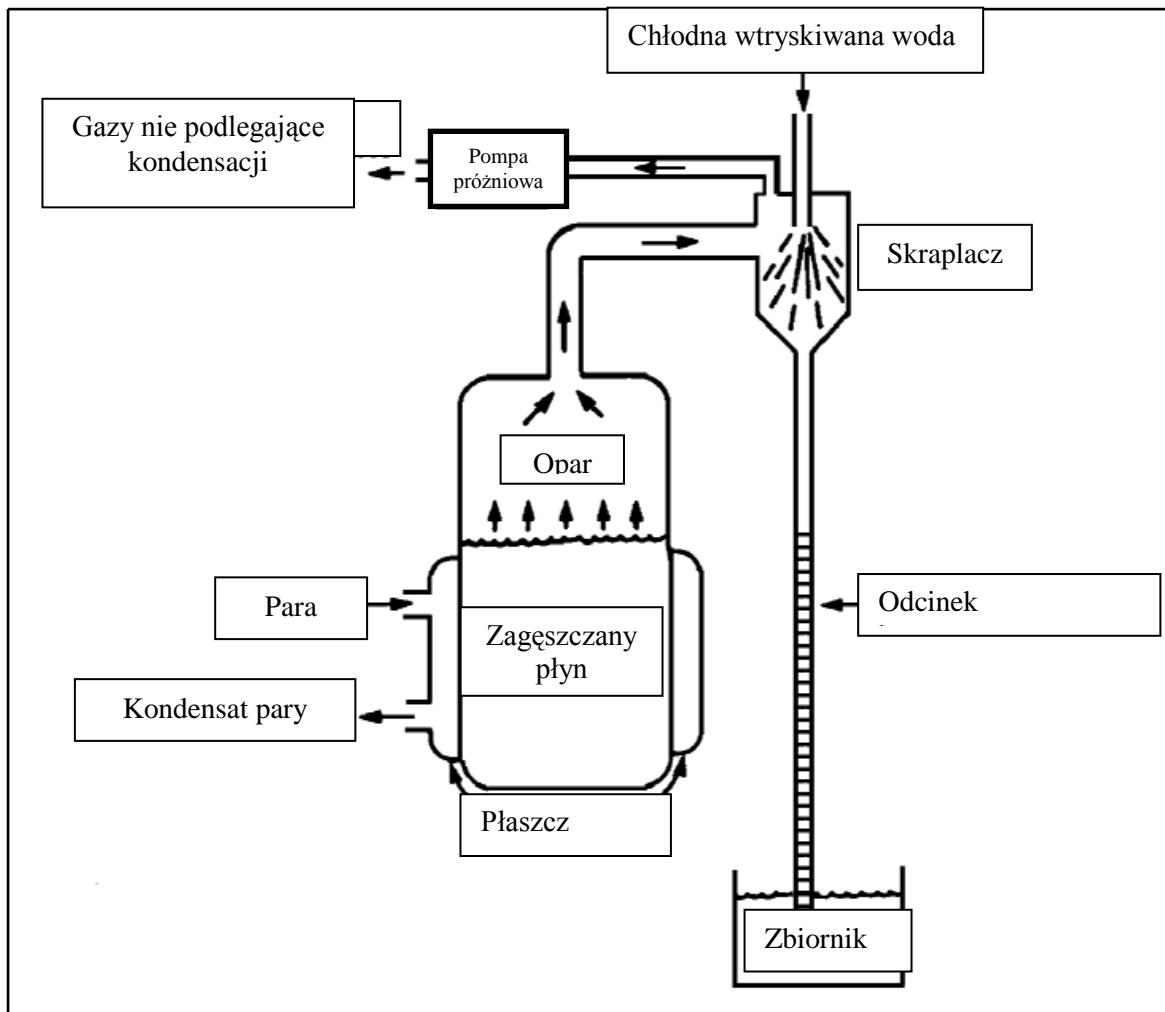 Chłodna wtryskiwana woda
Gazy nie podlegające
kondensacji
Pompa
próżniowa
Skraplacz
Opar
Para
Odcinek
Zagęszczany
płyn
Kondensat pary
Płaszcz
Zbiornik